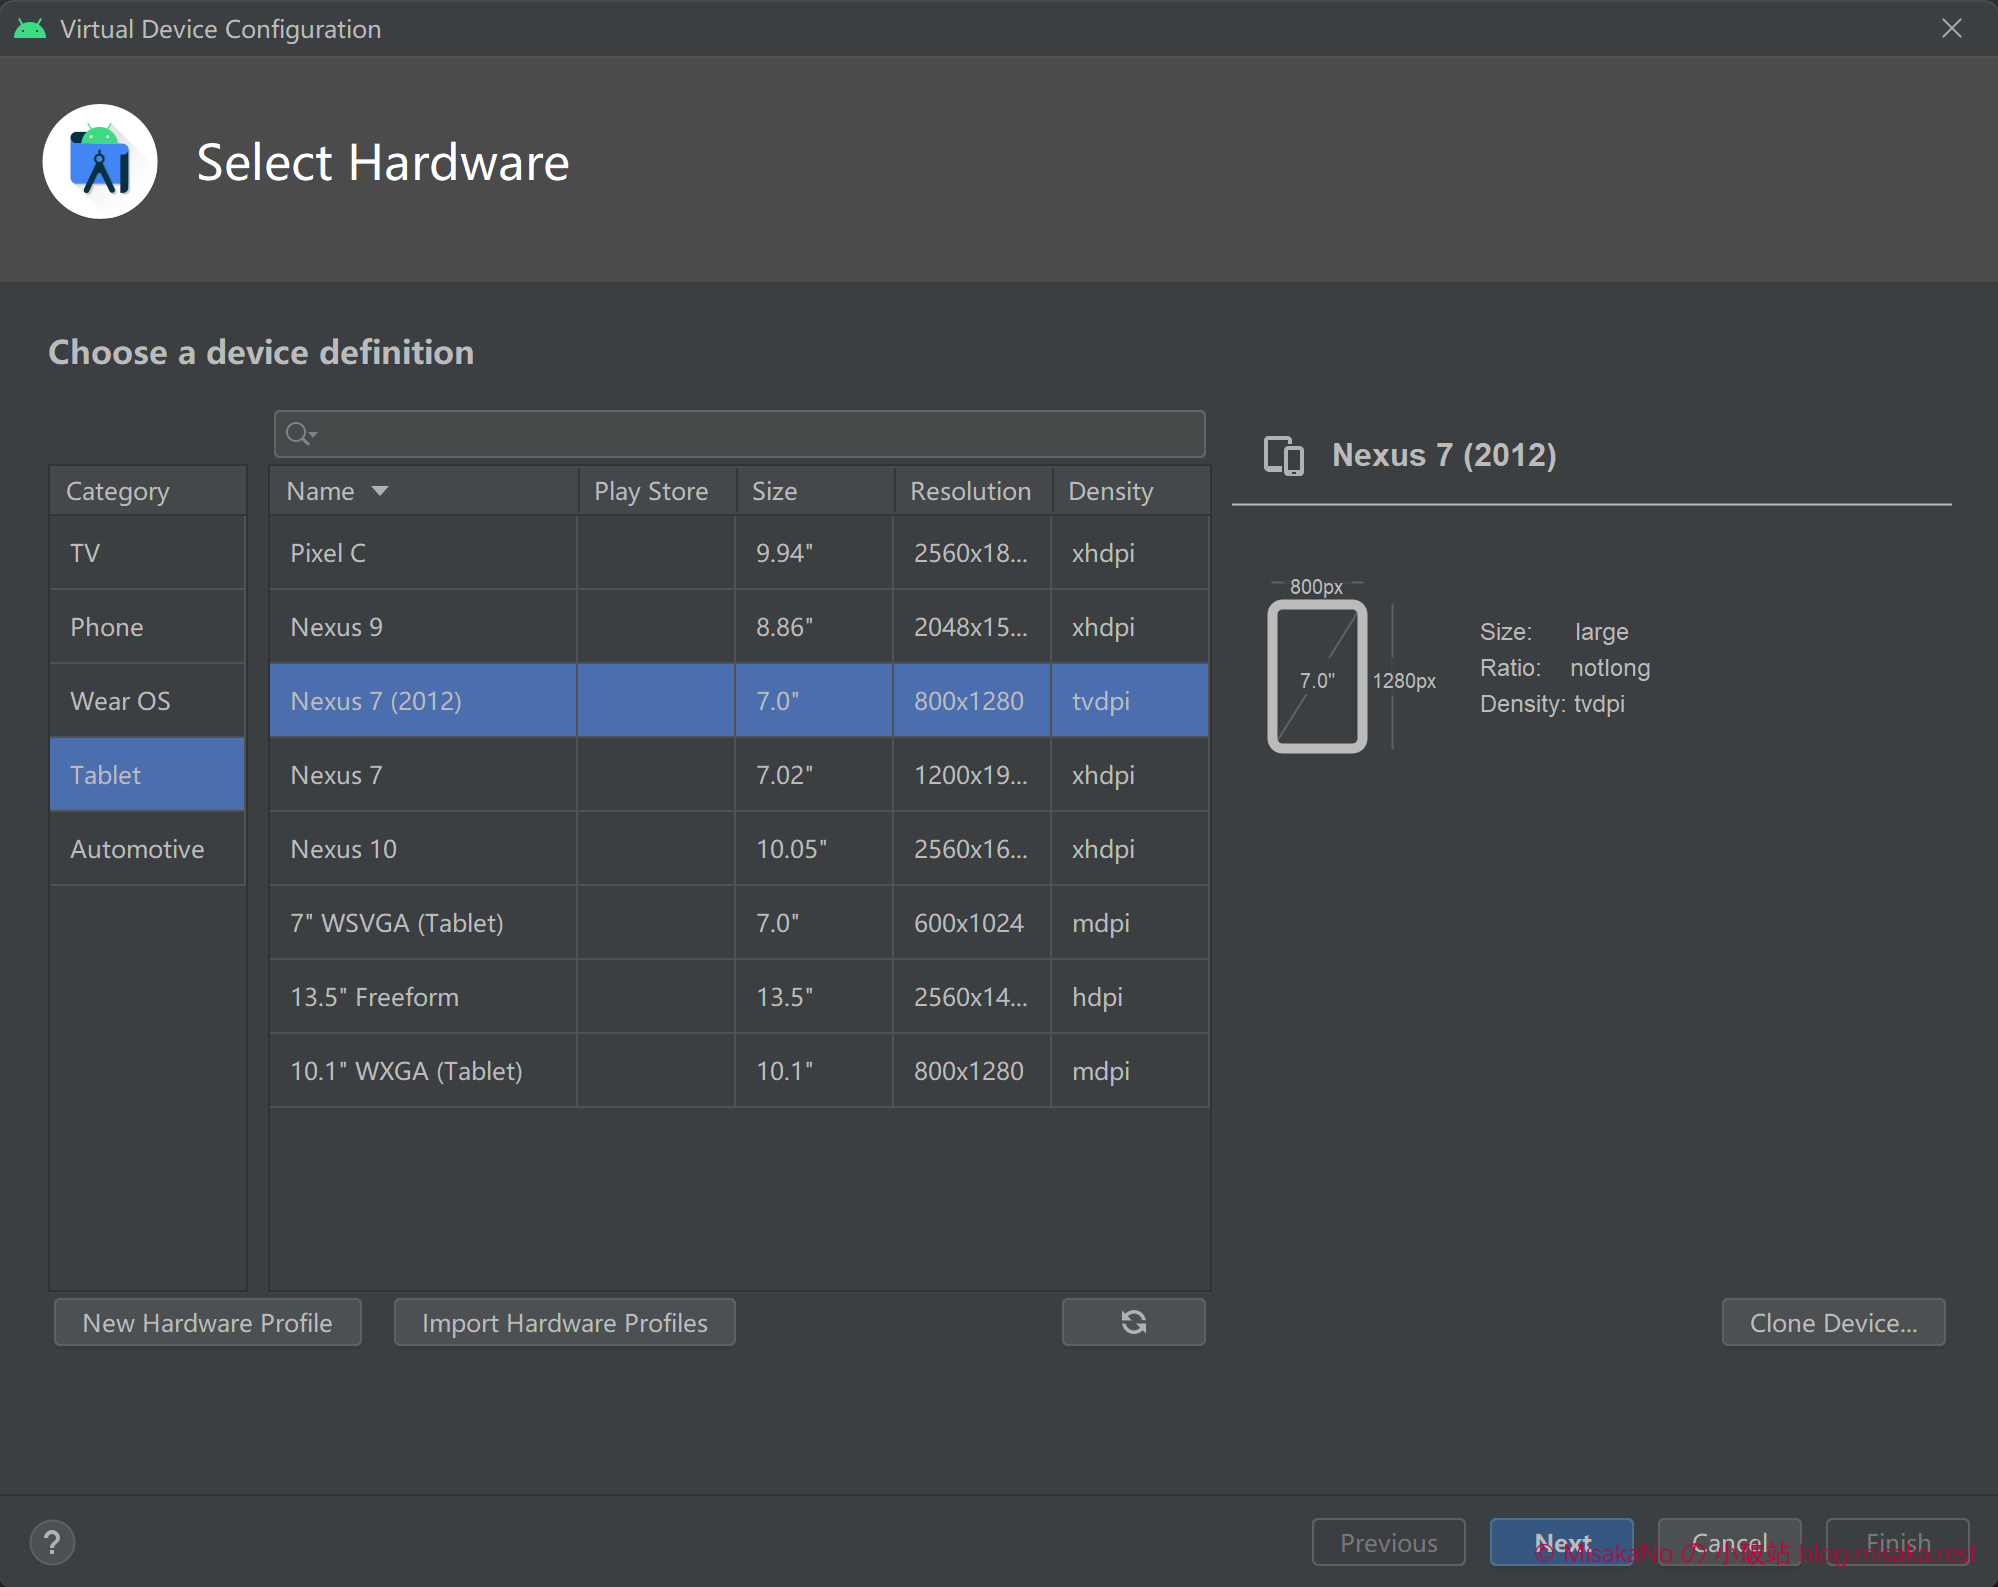 Virtual Device Configuration
Select Hardware
Choose a device definition
Category
TV
Phone
Wear OS
Tablet
Automotive
Name Play Store Size Resolution Density
Pixel C 9.94" 2560x18... xhdpi
Nexus 9 8.86" 2048x15... xhdpi
Nexus 7 (2012) 7.0" 800x1280 tvdpi
Nexus 7 7.02" 1200x19... xhdpi
Nexus 10 10.05" 2560x16... xhdpi
7" WSVGA (Tablet) 7.0" 600x1024 mdpi
13.5" Freeform 13.5" 2560x14... hdpi
10.1" WXGA (Tablet) 10.1" 800x1280 mdpi
Nexus 7 (2012)
800px
7.0"
1280px
Size: large
Ratio: notlong
Density: tvdpi
New Hardware Profile Import Hardware Profiles Clone Device...
? Previous Next Cancel Finish
© MisakaNo の 小破站 blog.misaka.rest